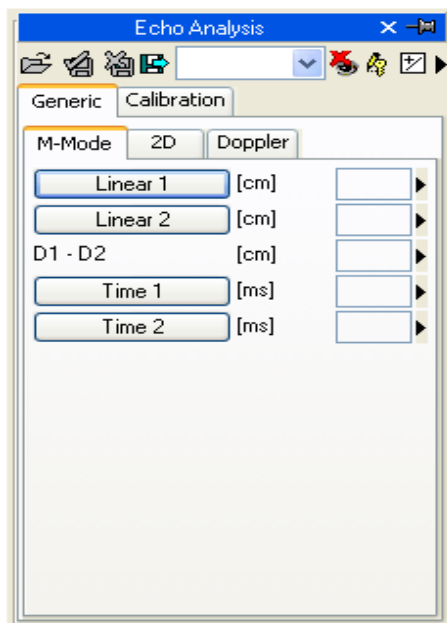 Echo Analysis
Generic Calibration
M-Mode 2D Doppler
Linear 1 [cm]
Linear 2 [cm]
D1 - D2 [cm]
Time 1 [ms]
Time 2 [ms]